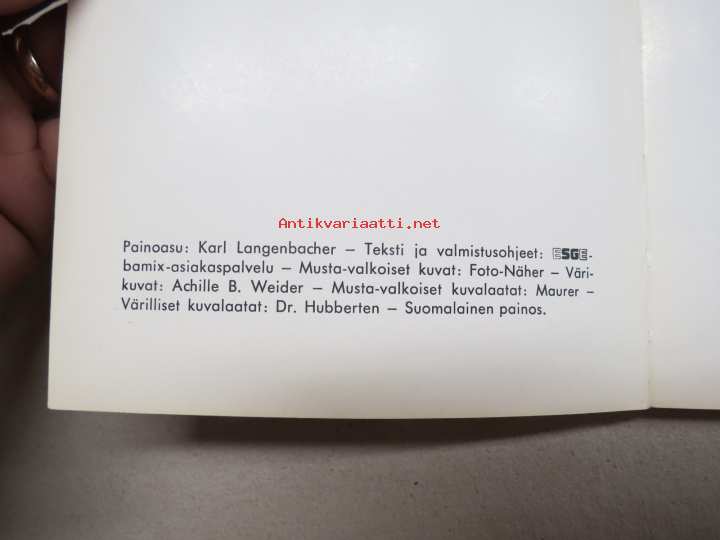 Antikvariaatti.net
Painoasu: Karl Langenbacher – Teksti ja valmistusohjeet: ESGE-
bamix-asiakaspalvelu – Musta-valkoiset kuvat: Foto-Näher – Väri-
kuvat: Achille B. Weider – Musta-valkoiset kuvalaatat: Maurer –
Värilliset kuvalaatat: Dr. Hubberten – Suomalainen painos.